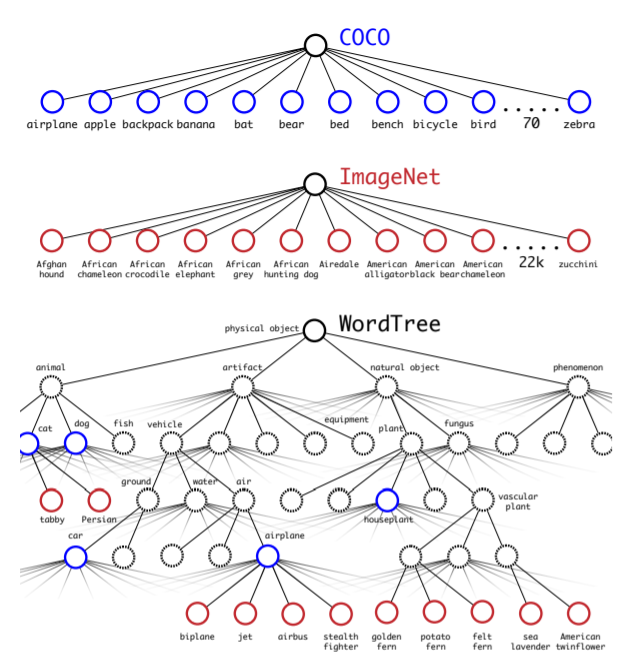 COCO
airplane apple backpack banana bat bear bed bench bicycle bird 70 zebra
ImageNet
Afghan African African African African African Airedale American American American 22k zucchini
hound chameleon crocodile elephant grey hunting dog alligator black bear chameleon
physical object WordTree
animal artifact natural object phenomenon
cat dog fish vehicle equipment plant fungus
ground water air vascular
plant
tabby Persian houseplant
car airplane
biplane jet airbus stealth golden potato felt sea American
fighter fern fern fern lavender twinflower